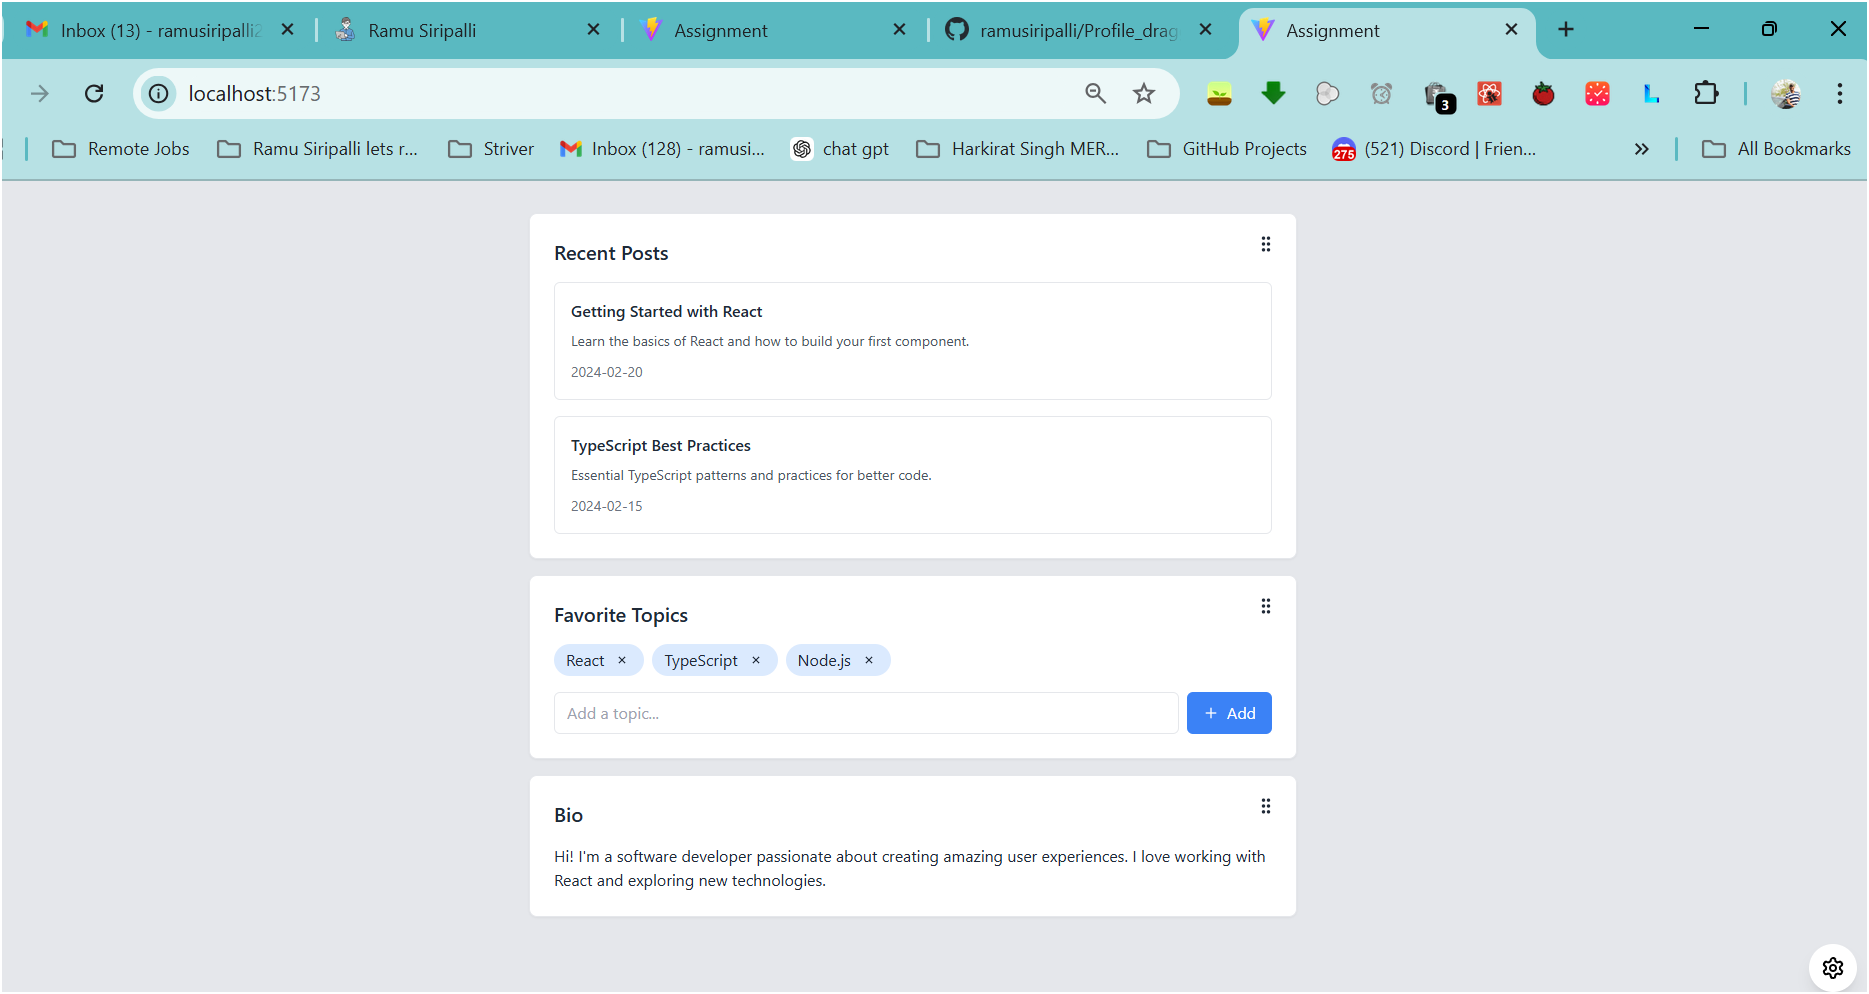 Inbox (13) - ramusiripalli2
Ramu Siripalli
Assignment
ramusiripalli/Profile_drag
Assignment
localhost:5173
3
Remote Jobs
Ramu Siripalli lets r...
Striver
Inbox (128) - ramusi...
chat gpt
Harkirat Singh MER...
GitHub Projects
275
(521) Discord | Frien...
All Bookmarks
Recent Posts
Getting Started with React
Learn the basics of React and how to build your first component.
2024-02-20
TypeScript Best Practices
Essential TypeScript patterns and practices for better code.
2024-02-15
Favorite Topics
React ×
TypeScript ×
Node.js ×
Add a topic...
+ Add
Bio
Hi! I'm a software developer passionate about creating amazing user experiences. I love working with
React and exploring new technologies.